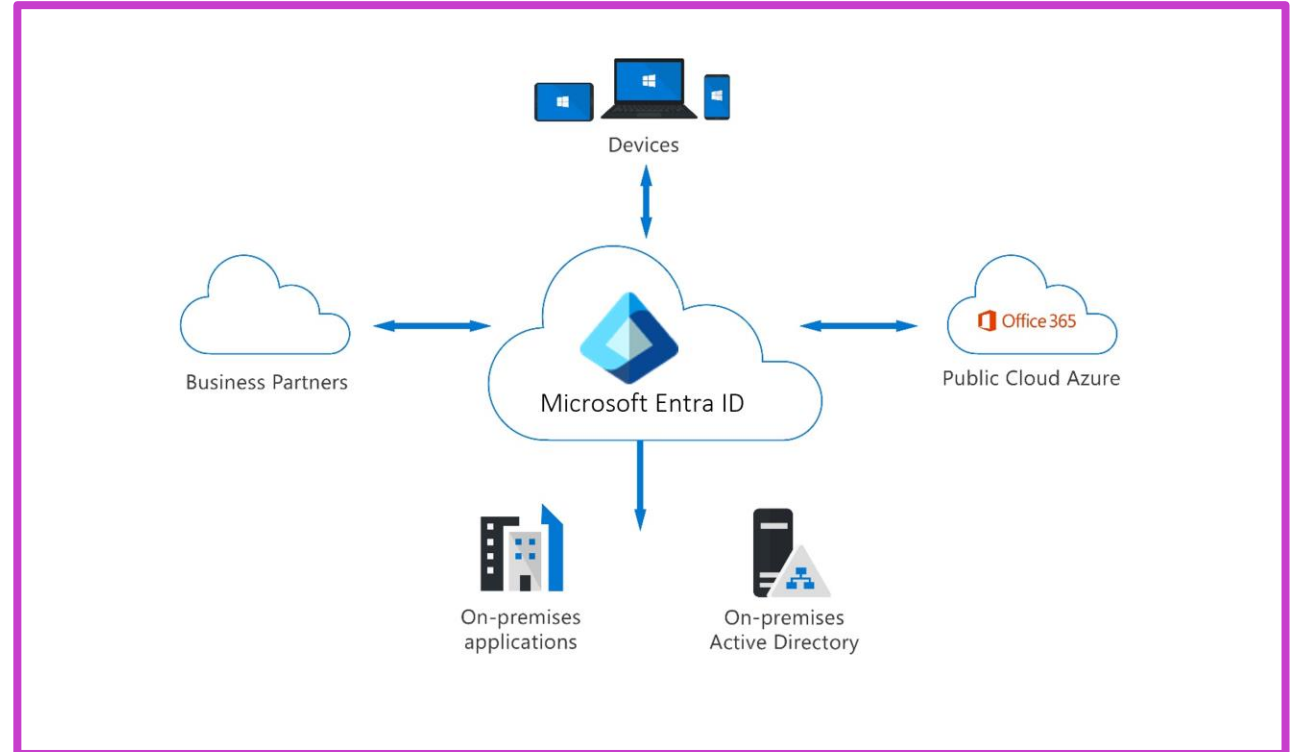 Devices
Business Partners
Microsoft Entra ID
Office 365
Public Cloud Azure
On-premises
applications
On-premises
Active Directory